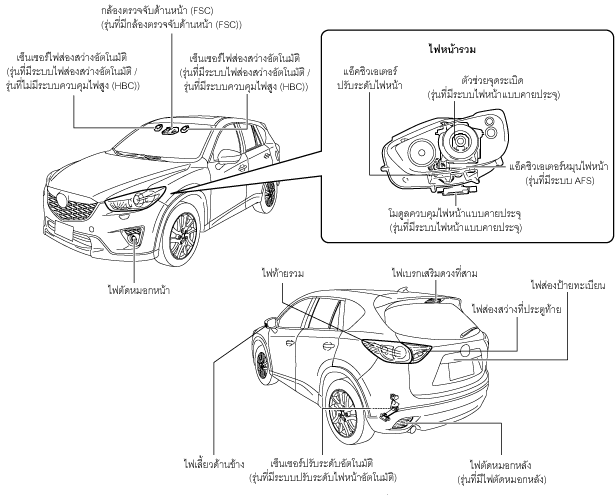 กล้องตรวจจับด้านหน้า (FSC)
(รุ่นที่มีกล้องตรวจจับด้านหน้า (FSC))
เซ็นเซอร์ไฟส่องสว่างอัตโนมัติ
(รุ่นที่มีระบบไฟส่องสว่างอัตโนมัติ /
รุ่นที่ไม่มีระบบควบคุมไฟสูง (HBC))
เซ็นเซอร์ไฟส่องสว่างอัตโนมัติ
(รุ่นที่มีระบบไฟส่องสว่างอัตโนมัติ /
รุ่นที่มีระบบควบคุมไฟสูง (HBC))
ไฟหน้ารวม
แอ็คชิวเอเตอร์
ปรับระดับไฟหน้า
ตัวช่วยจุดระเบิด
(รุ่นที่มีระบบไฟหน้าแบบคายประจุ)
แอ็คชิวเอเตอร์หมุนไฟหน้า
(รุ่นที่มีระบบ AFS)
โมดูลควบคุมไฟหน้าแบบคายประจุ
(รุ่นที่มีระบบไฟหน้าแบบคายประจุ)
ไฟตัดหมอกหน้า
ไฟท้ายรวม
ไฟเบรกเสริมดวงที่สาม
ไฟส่องป้ายทะเบียน
ไฟส่องสว่างที่ประตูท้าย
ไฟเลี้ยวด้านข้าง
เซ็นเซอร์ปรับระดับอัตโนมัติ
(รุ่นที่มีระบบปรับระดับไฟหน้าอัตโนมัติ)
ไฟตัดหมอกหลัง
(รุ่นที่มีไฟตัดหมอกหลัง)